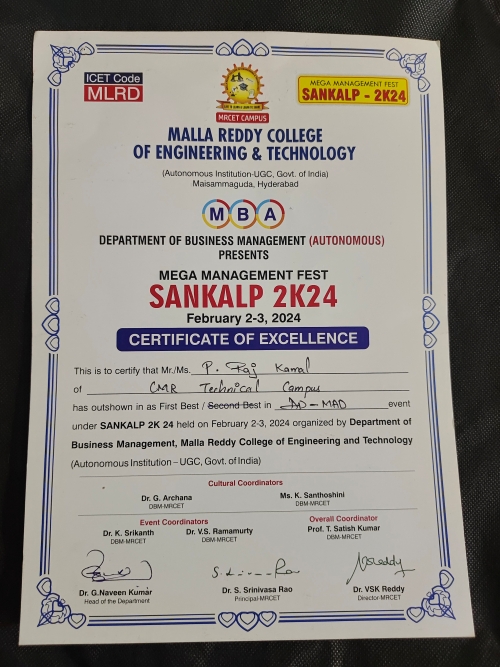 ICET Code
MLRD
MRCET CAMPUS
MEGA MANAGEMENT FEST
SANKALP - 2K24
MALLA REDDY COLLEGE
OF ENGINEERING & TECHNOLOGY
(Autonomous Institution-UGC, Govt. of India)
Maisammaguda, Hyderabad
MBA
DEPARTMENT OF BUSINESS MANAGEMENT (AUTONOMOUS)
PRESENTS
MEGA MANAGEMENT FEST
SANKALP 2K24
February 2-3, 2024
CERTIFICATE OF EXCELLENCE
This is to certify that Mr./Ms. P. Raj Kamal
of CMR Technical Campus
has outshown in as First Best / Second Best in AD-MAD event
under SANKALP 2K 24 held on February 2-3, 2024 organized by Department of
Business Management, Malla Reddy College of Engineering and Technology
(Autonomous Institution – UGC, Govt. of India)
Cultural Coordinators
Dr. G. Archana Ms. K. Santhoshini
DBM-MRCET DBM-MRCET
Event Coordinators Overall Coordinator
Dr. K. Srikanth Dr. V.S. Ramamurty Prof. T. Satish Kumar
DBM-MRCET DBM-MRCET DBM-MRCET
Dr. G.Naveen Kumar Dr. S. Srinivasa Rao Dr. VSK Reddy
Head of the Department Principal-MRCET Director-MRCET